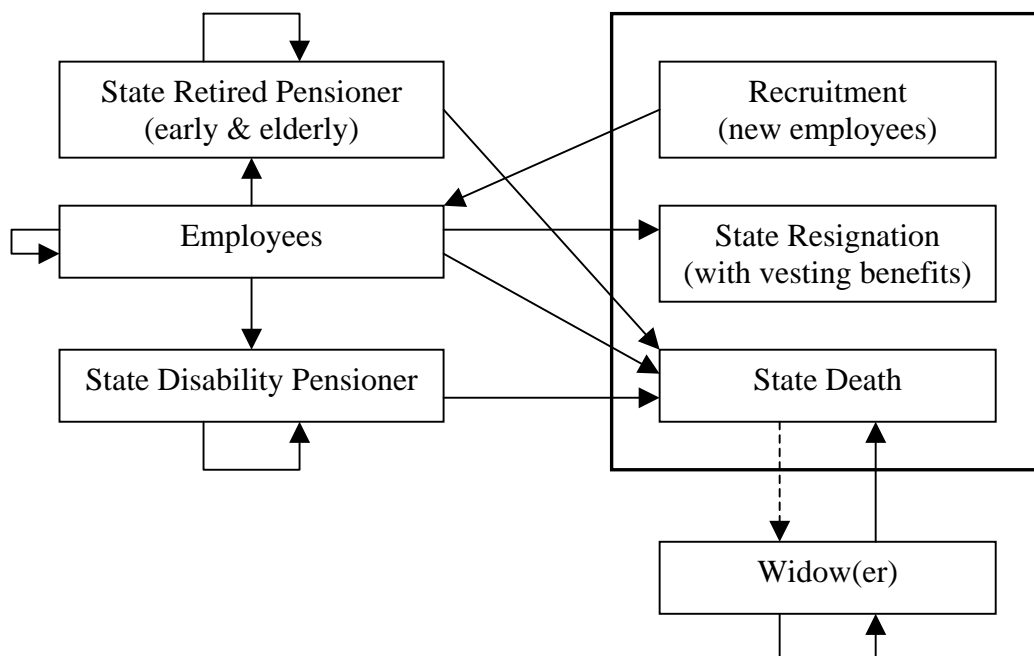 State Retired Pensioner
(early & elderly)
Recruitment
(new employees)
Employees
State Resignation
(with vesting benefits)
State Disability Pensioner
State Death
Widow(er)